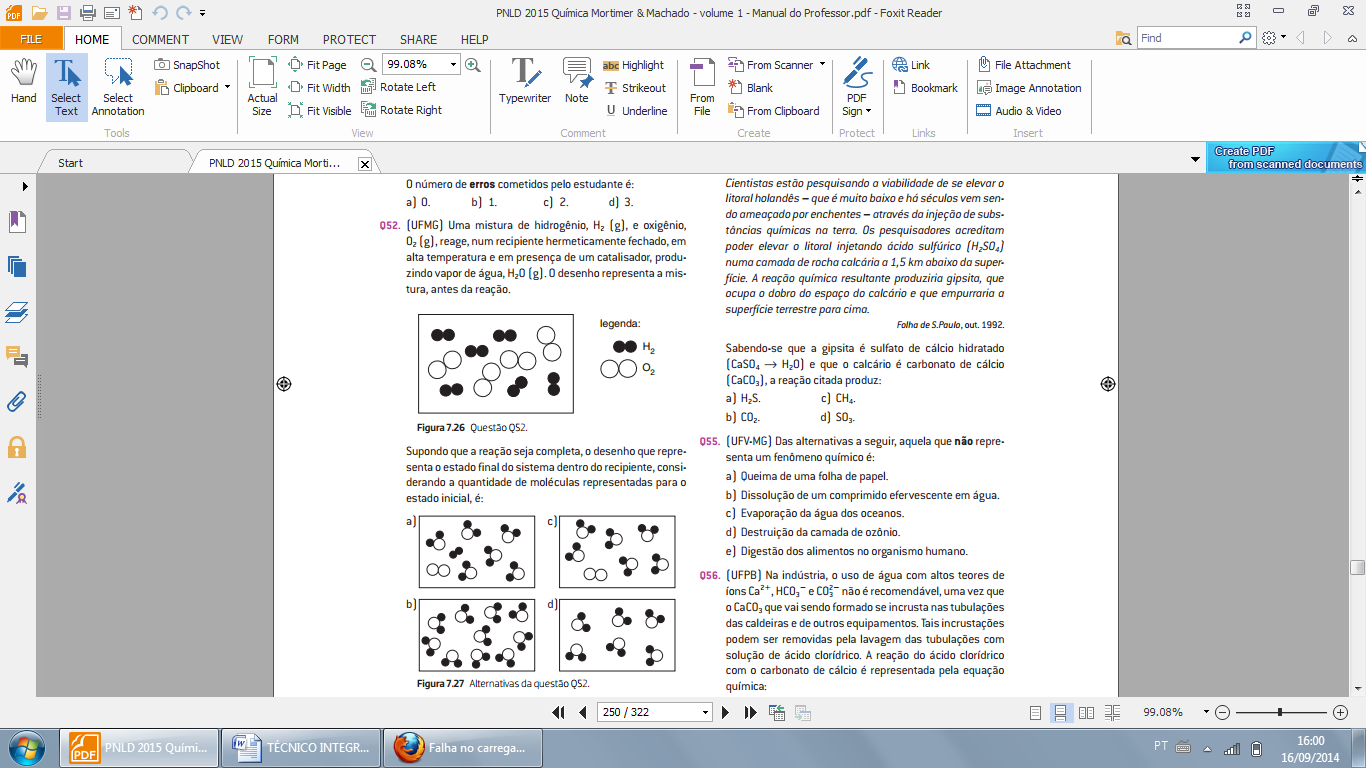 PNLD 2015 Química Mortimer & Machado - volume 1 - Manual do Professor.pdf - Foxit Reader
FILE HOME COMMENT VIEW FORM PROTECT SHARE HELP
Find
Hand
Select Text
Select Annotation
SnapShot
Clipboard
Tools
Actual Size
Fit Page
Fit Width
Fit Visible
99.08%
Rotate Left
Rotate Right
View
Typewriter
Note
Highlight
Strikeout
Underline
Comment
From File
From Scanner
Blank
From Clipboard
Create
PDF Sign
Protect
Link
Bookmark
Links
File Attachment
Image Annotation
Audio & Video
Insert
Start
PNLD 2015 Química Morti...
Create PDF
from scanned documents
O número de erros cometidos pelo estudante é:
a) 0. b) 1. c) 2. d) 3.
Q52. (UFMG) Uma mistura de hidrogênio, H₂ (g), e oxigênio,
O₂ (g), reage, num recipiente hermeticamente fechado, em
alta temperatura e em presença de um catalisador, produ-
zindo vapor de água, H₂O (g). O desenho representa a mis-
tura, antes da reação.
legenda:
H₂
O₂
Figura 7.26 Questão Q52.
Supondo que a reação seja completa, o desenho que repre-
senta o estado final do sistema dentro do recipiente, consi-
derando a quantidade de moléculas representadas para o
estado inicial, é:
a)
c)
b)
d)
Figura 7.27 Alternativas da questão Q52.
Cientistas estão pesquisando a viabilidade de se elevar o
litoral holandês – que é muito baixo e há séculos vem sen-
do ameaçado por enchentes – através da injeção de subs-
tâncias químicas na terra. Os pesquisadores acreditam
poder elevar o litoral injetando ácido sulfúrico (H₂SO₄)
numa camada de rocha calcária a 1,5 km abaixo da super-
fície. A reação química resultante produziria gipsita, que
ocupa o dobro do espaço do calcário e que empurraria a
superfície terrestre para cima.
Folha de S.Paulo, out. 1992.
Sabendo-se que a gipsita é sulfato de cálcio hidratado
(CaSO₄ → H₂O) e que o calcário é carbonato de cálcio
(CaCO₃), a reação citada produz:
a) H₂S. c) CH₄.
b) CO₂. d) SO₃.
Q55. (UFV-MG) Das alternativas a seguir, aquela que não repre-
senta um fenômeno químico é:
a) Queima de uma folha de papel.
b) Dissolução de um comprimido efervescente em água.
c) Evaporação da água dos oceanos.
d) Destruição da camada de ozônio.
e) Digestão dos alimentos no organismo humano.
Q56. (UFPB) Na indústria, o uso de água com altos teores de
íons Ca²⁺, HCO₃⁻ e CO₃²⁻ não é recomendável, uma vez que
o CaCO₃ que vai sendo formado se incrusta nas tubulações
das caldeiras e de outros equipamentos. Tais incrustações
podem ser removidas pela lavagem das tubulações com
solução de ácido clorídrico. A reação do ácido clorídrico
com o carbonato de cálcio é representada pela equação
química:
250 / 322
99.08%
PNLD 2015 Quími...
TÉCNICO INTEGR...
Falha no carrega...
PT
16:00
16/09/2014